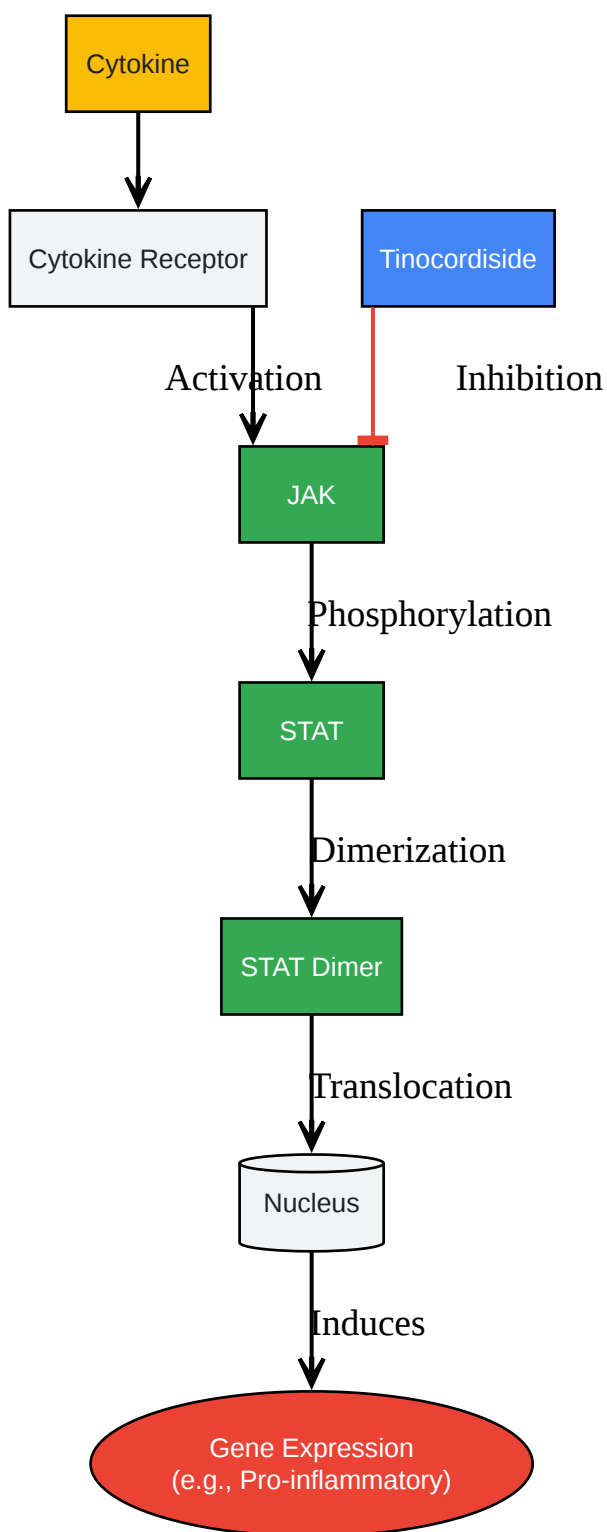 Cytokine
Cytokine Receptor
Tinocordiside
Activation
Inhibition
JAK
Phosphorylation
STAT
Dimerization
STAT Dimer
Translocation
Nucleus
Induces
Gene Expression
(e.g., Pro-inflammatory)